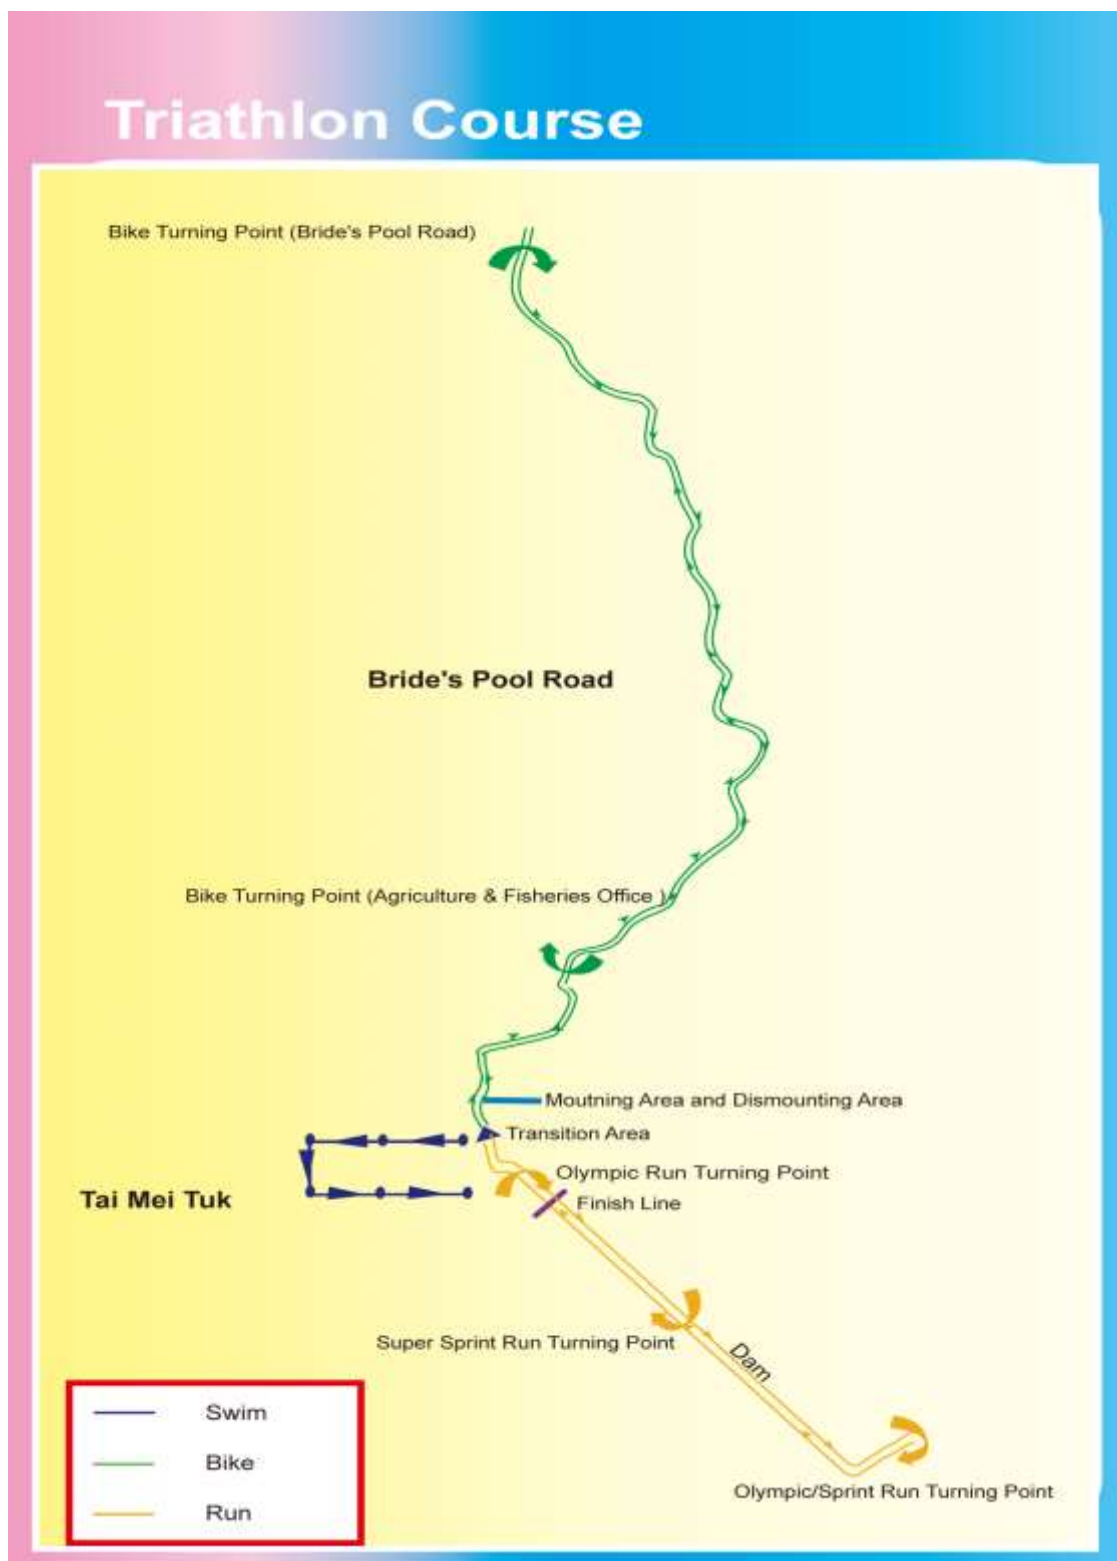 Triathlon Course
Bike Turning Point (Bride's Pool Road)
Bride's Pool Road
Bike Turning Point (Agriculture & Fisheries Office )
Moutning Area and Dismounting Area
Transition Area
Olympic Run Turning Point
Tai Mei Tuk
Finish Line
Super Sprint Run Turning Point
Dam
Swim
Bike
Run
Olympic/Sprint Run Turning Point